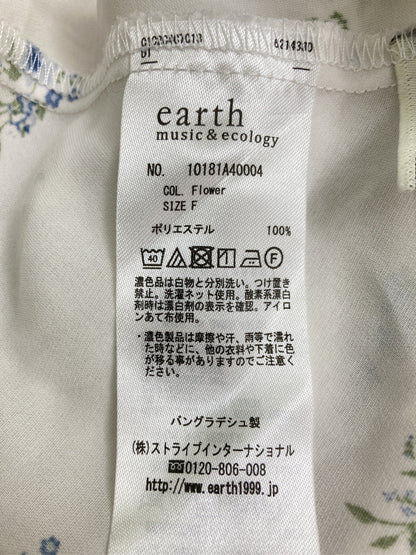 earth
music & ecology
NO. 10181A40004
COL. Flower
SIZE F
ポリエステル 100%
40 F
濃色品は白物と分別洗い。つけ置き
禁止。洗濯ネット使用。酸素系漂白
剤時は漂白剤の表示を確認。アイロ
ンあて布使用。
・濃色製品は摩擦や汗、雨等で濡れ
た時などに、他の衣料や下着に色
が移る事がありますのでご注意く
ださい。
バングラデシュ製
(株)ストライプインターナショナル
0120-806-008
http://www.earth1999.jp/